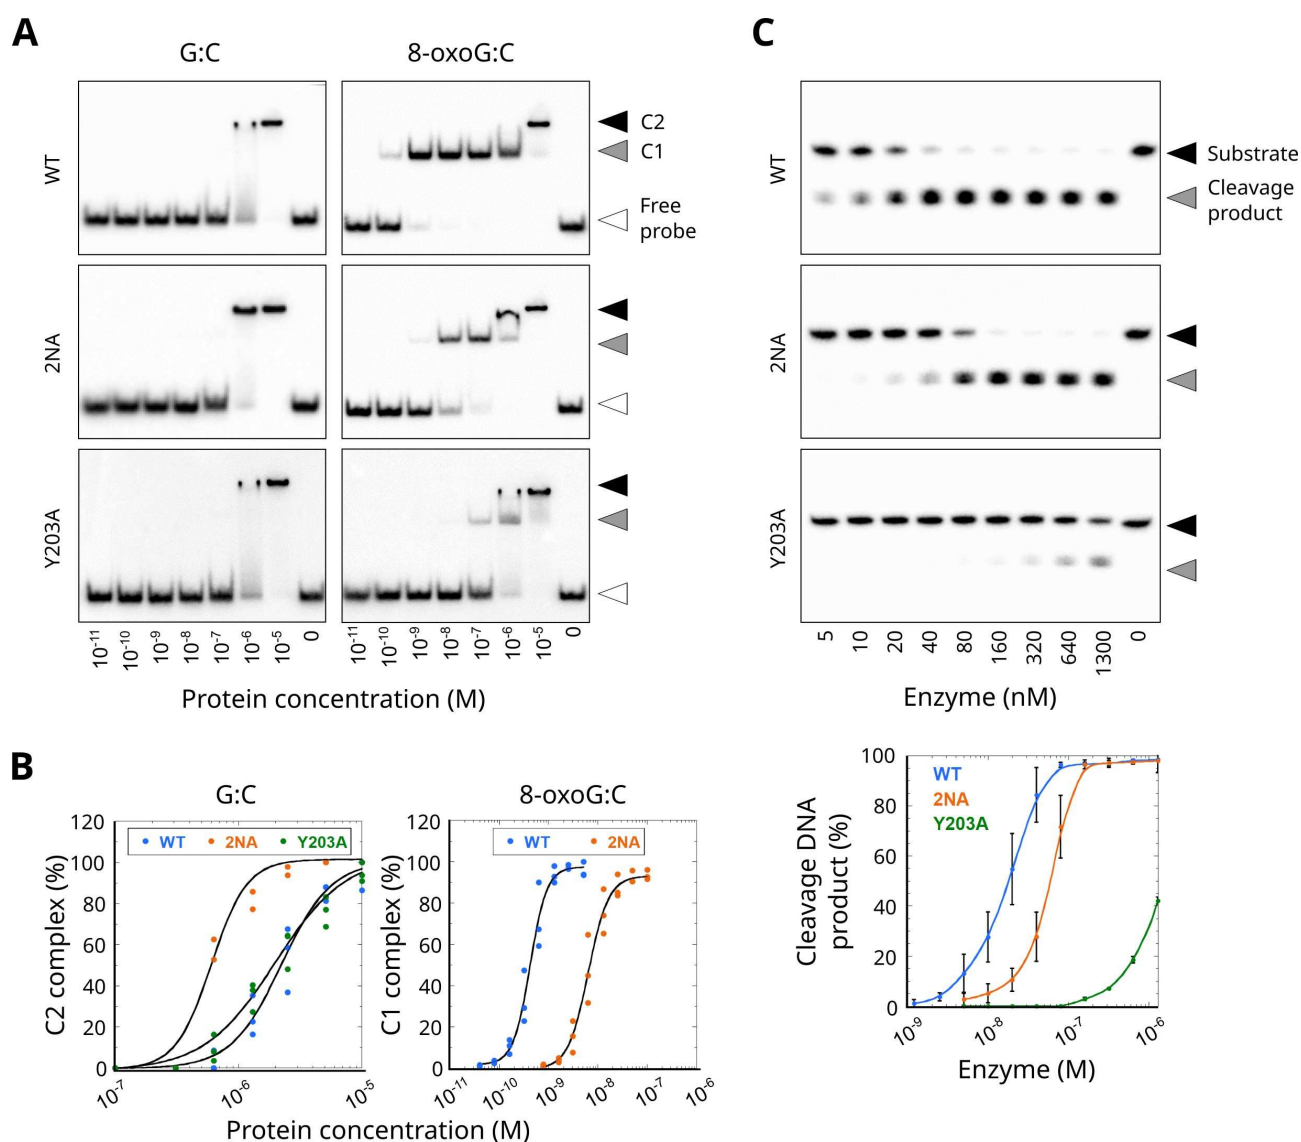 A
G:C
8-oxoG:C
WT
C2
C1
Free
probe
2NA
Y203A
10-11
10-10
10-9
10-8
10-7
10-6
10-5
0
10-11
10-10
10-9
10-8
10-7
10-6
10-5
0
Protein concentration (M)
B
G:C
8-oxoG:C
C2 complex (%)
120
100
80
60
40
20
0
WT
2NA
Y203A
10-7
10-6
10-5
C1 complex (%)
120
100
80
60
40
20
0
WT
2NA
10-11
10-10
10-9
10-8
10-7
10-6
Protein concentration (M)
C
WT
Substrate
Cleavage
product
2NA
Y203A
5
10
20
40
80
160
320
640
1300
0
Enzyme (nM)
Cleavage DNA
product (%)
100
80
60
40
20
0
WT
2NA
Y203A
10-9
10-8
10-7
10-6
Enzyme (M)